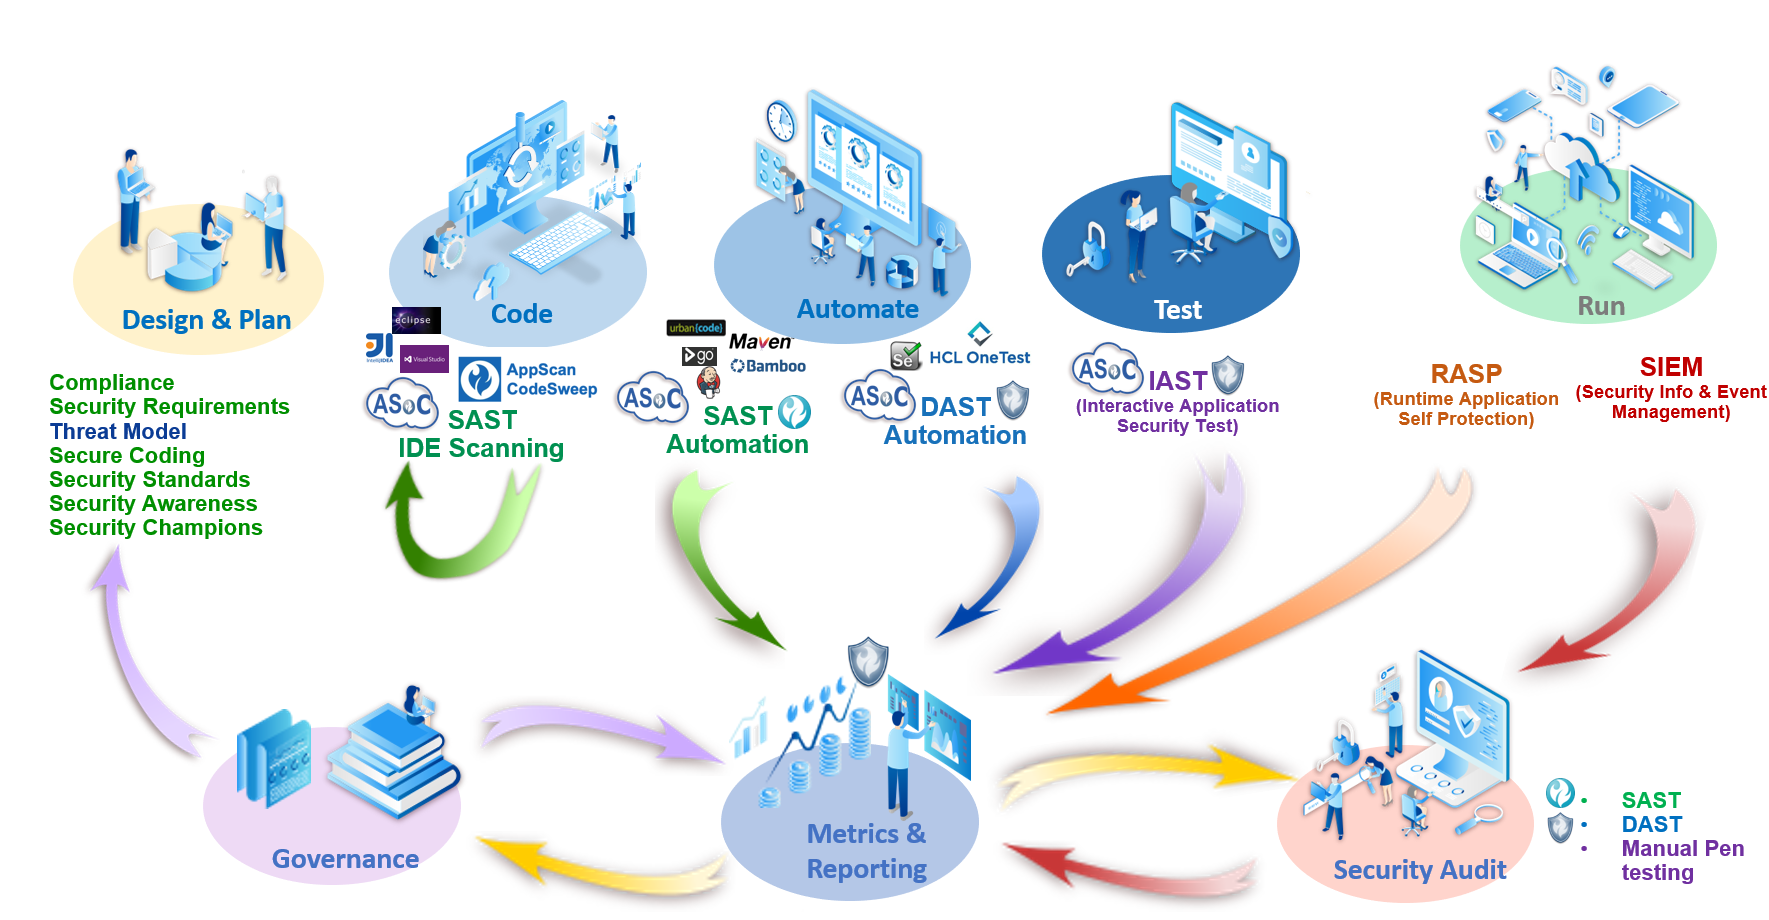 Design & Plan
Compliance
Security Requirements
Threat Model
Secure Coding
Security Standards
Security Awareness
Security Champions
Code
eclipse
IntelliJIDEA
Visual Studio
AppScan
CodeSweep
ASoC
SAST
IDE Scanning
Automate
urban{code}
Maven
go
Bamboo
ASoC
SAST
Automation
Se
HCL OneTest
ASoC
DAST
Automation
Test
ASoC
IAST
(Interactive Application
Security Test)
Run
RASP
(Runtime Application
Self Protection)
SIEM
(Security Info & Event
Management)
Governance
Metrics &
Reporting
Security Audit
• SAST
• DAST
• Manual Pen
testing